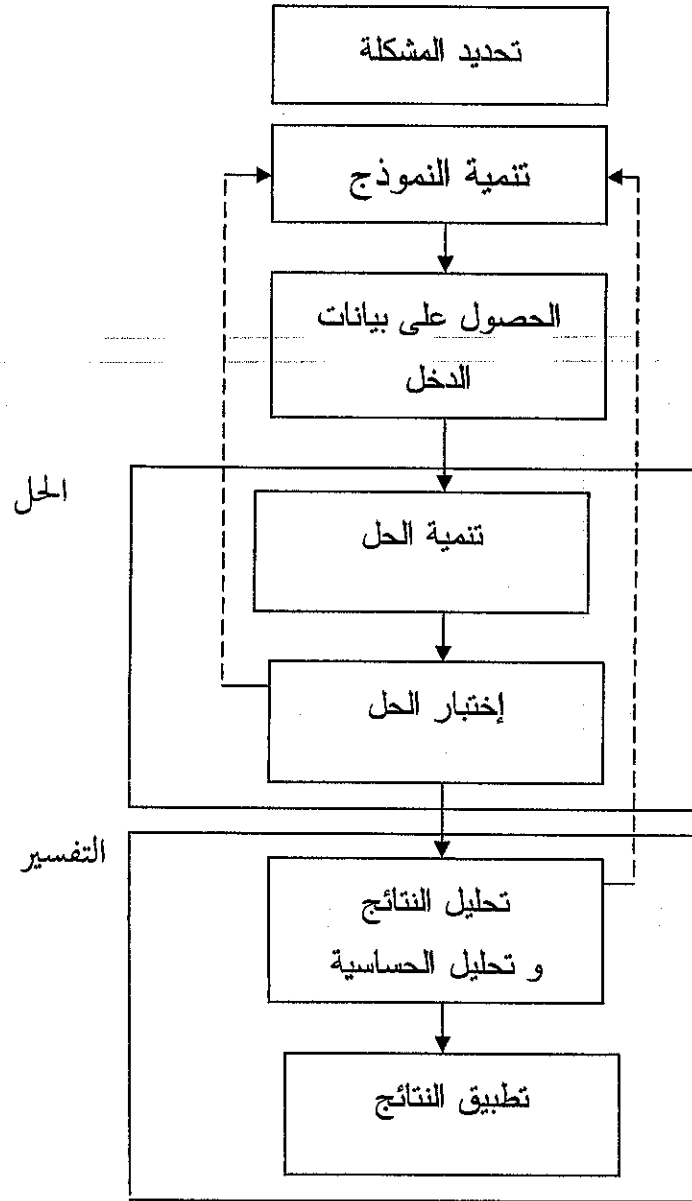 تحديد المشكلة
تنمية النموذج
الحصول على بيانات
الدخل
الحل
تنمية الحل
إختبار الحل
التفسير
تحليل النتائج
و تحليل الحساسية
تطبيق النتائج